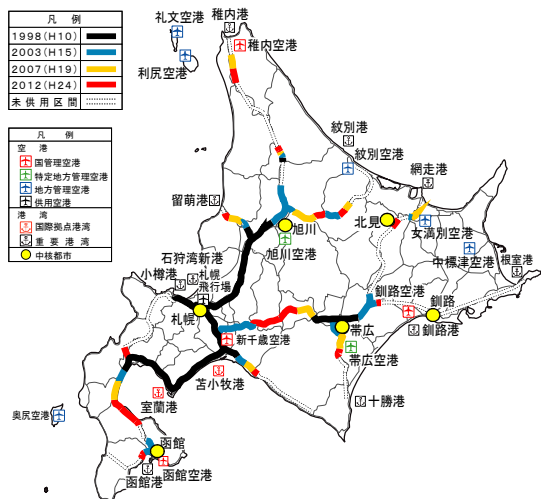 凡例
1998(H10)
2003(H15)
2007(H19)
2012(H24)
未供用区間
凡例
空港
国管理空港
特定地方管理空港
地方管理空港
供用空港
港湾
国際拠点港湾
重要港湾
中核都市
稚内港
礼文空港
稚内空港
利尻空港
紋別港
紋別空港
網走港
留萌港
北見
旭川
女満別空港
旭川空港
中標津空港
根室港
石狩湾新港
小樽港
札幌
飛行場
釧路空港
釧路
札幌
新千歳空港
帯広
釧路港
帯広空港
苫小牧港
室蘭港
十勝港
奥尻空港
函館
函館空港
函館港